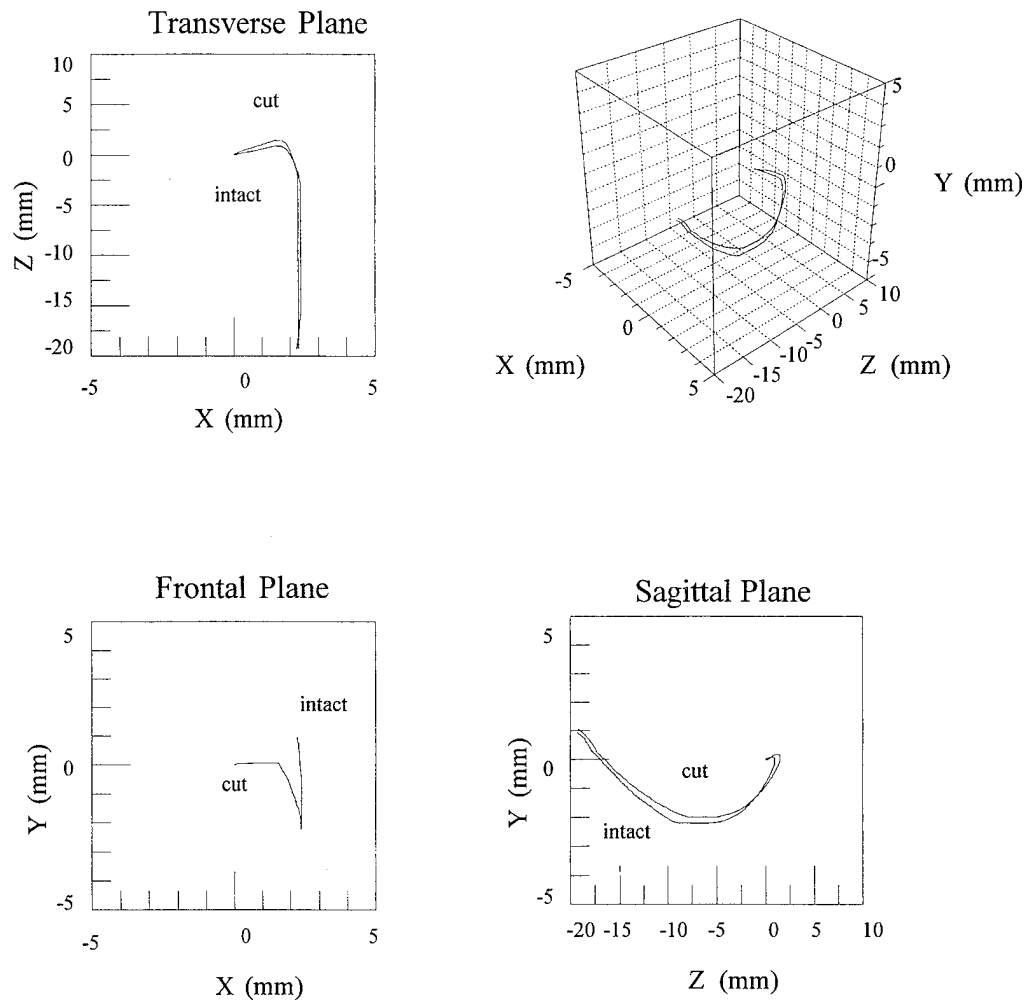 Transverse Plane
10
5
0
-5
-10
-15
-20
Z (mm)
cut
intact
-5
0
5
X (mm)
5
0
-5
Y (mm)
-5
0
5
X (mm)
-20
-15
-10
-5
0
5
10
Z (mm)
Frontal Plane
5
0
-5
Y (mm)
intact
cut
-5
0
5
X (mm)
Sagittal Plane
5
0
-5
Y (mm)
cut
intact
-20 -15 -10 -5 0 5 10
Z (mm)